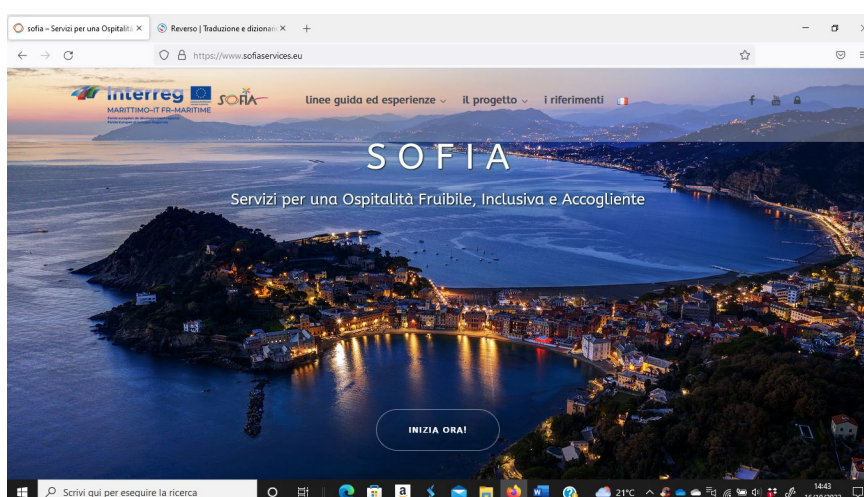 sofia – Servizi per una Ospitalità
Reverso | Traduzione e dizionario
https://www.sofiaservices.eu
Interreg
MARITTIMO-IT FR-MARITIME
SOFIA
linee guida ed esperienze
il progetto
i riferimenti
SOFIA
Servizi per una Ospitalità Fruibile, Inclusiva e Accogliente
INIZIA ORA!
Scrivi qui per eseguire la ricerca
21°C
14:43